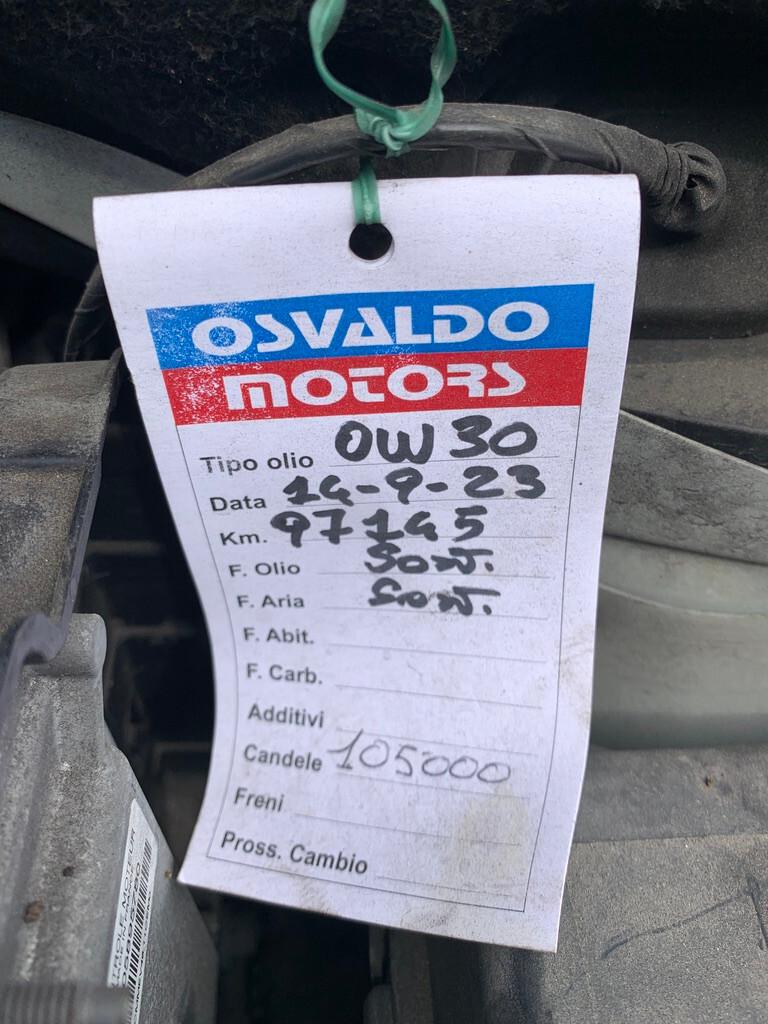 OSVALDO
MOTORS
Tipo olio 0W30
Data 14-9-23
Km. 97145
F. Olio Sost.
F. Aria Sost.
F. Abit.
F. Carb.
Additivi
Candele 105000
Freni
Pross. Cambio